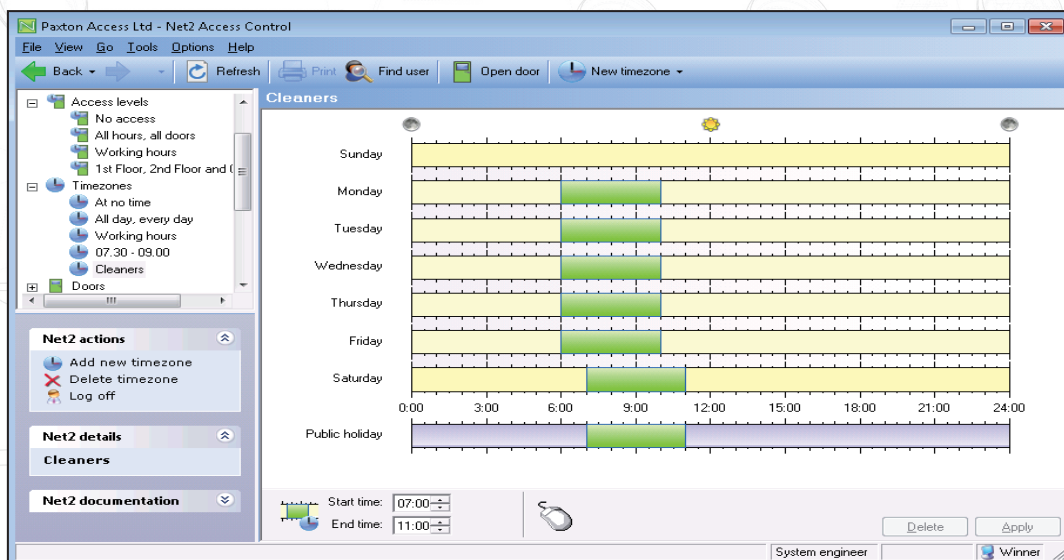 Paxton Access Ltd - Net2 Access Control
File View Go Tools Options Help
Back Refresh Print Find user Open door New timezone
Access levels
No access
All hours, all doors
Working hours
1st Floor, 2nd Floor and
Timezones
At no time
All day, every day
Working hours
07.30 - 09.00
Cleaners
Doors
Net2 actions
Add new timezone
Delete timezone
Log off
Net2 details
Cleaners
Net2 documentation
Cleaners
Sunday
Monday
Tuesday
Wednesday
Thursday
Friday
Saturday
0:00 3:00 6:00 9:00 12:00 15:00 18:00 21:00 24:00
Public holiday
Start time: 07:00
End time: 11:00
Delete Apply
System engineer Winner